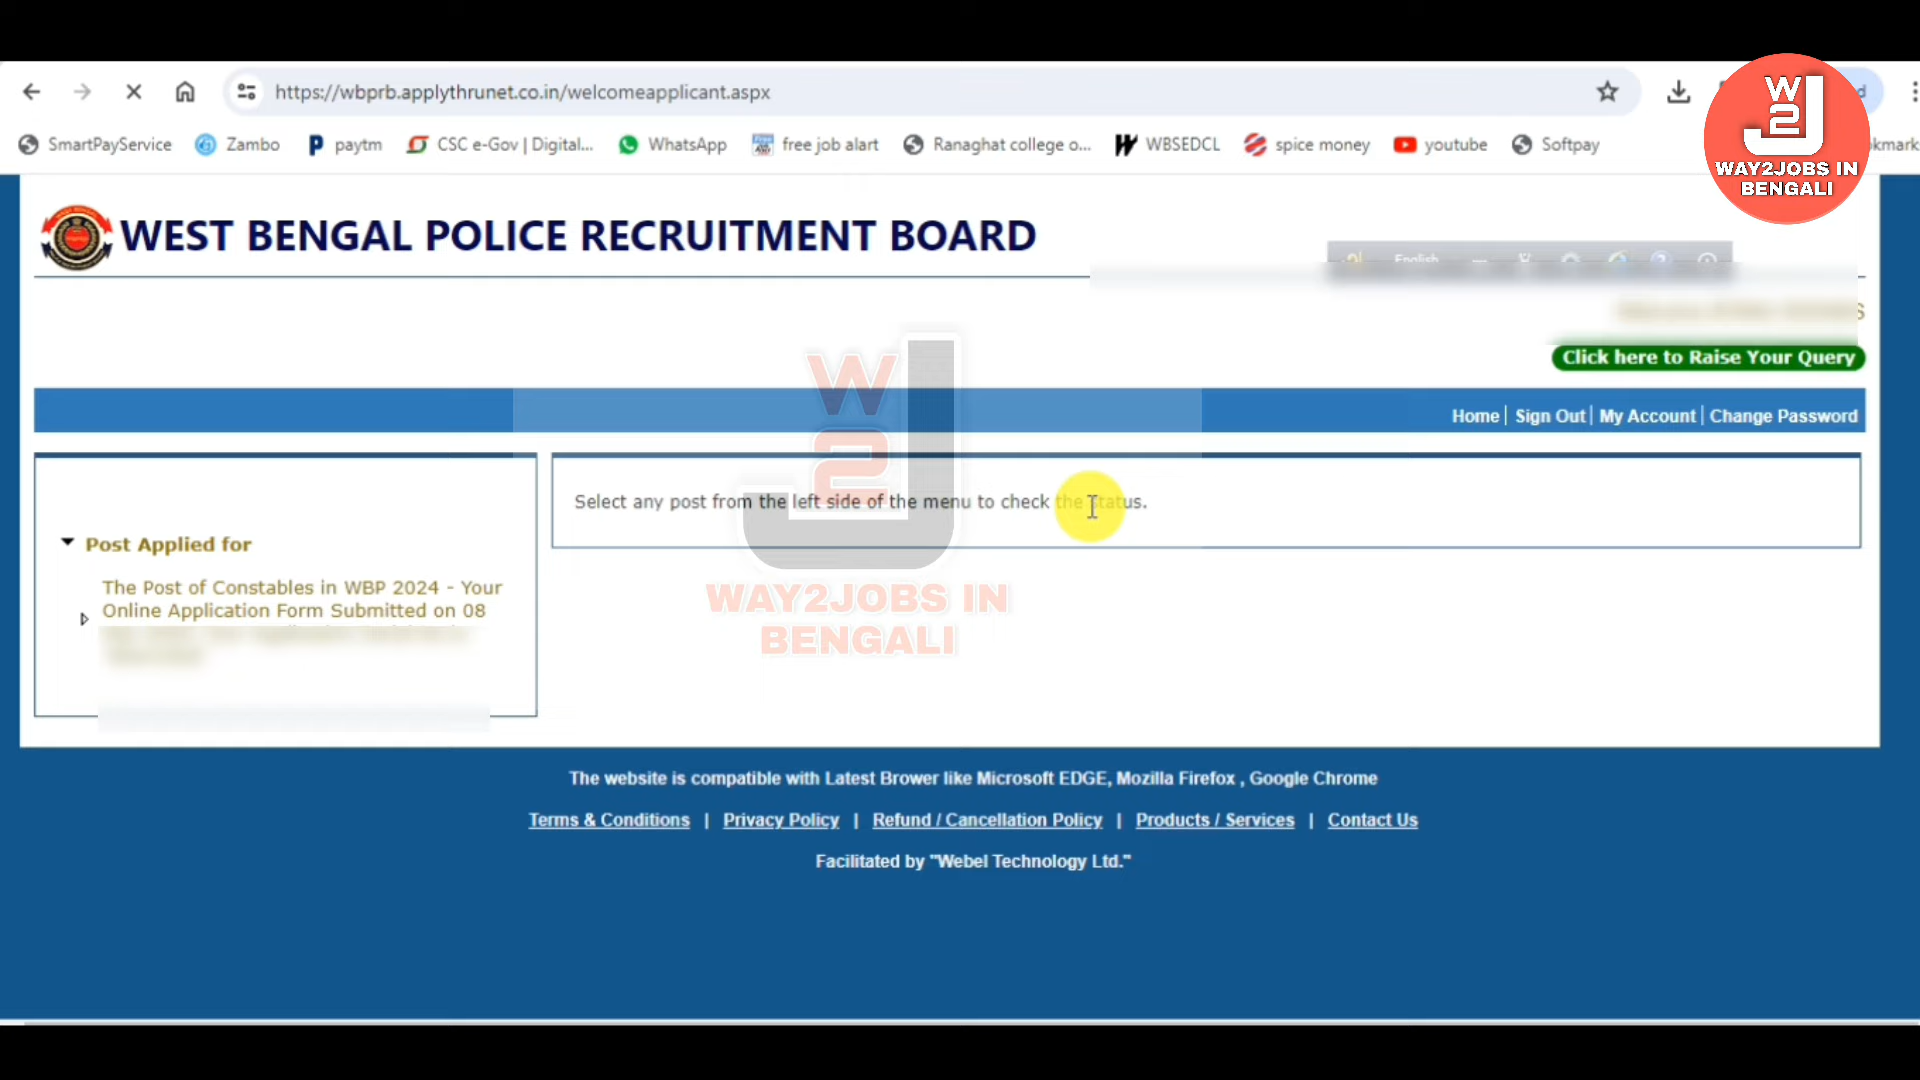 https://wbprb.applythrunet.co.in/welcomeapplicant.aspx
SmartPayService Zambo paytm CSC e-Gov | Digital... WhatsApp free job alart Ranaghat college o... WBSEDCL spice money youtube Softpay
W
2
WAY2JOBS IN
BENGALI
WEST BENGAL POLICE RECRUITMENT BOARD
English
Click here to Raise Your Query
Home | Sign Out | My Account | Change Password
Select any post from the left side of the menu to check the status.
Post Applied for
The Post of Constables in WBP 2024 - Your
Online Application Form Submitted on 08
W
2
WAY2JOBS IN
BENGALI
The website is compatible with Latest Brower like Microsoft EDGE, Mozilla Firefox , Google Chrome
Terms & Conditions | Privacy Policy | Refund / Cancellation Policy | Products / Services | Contact Us
Facilitated by "Webel Technology Ltd."